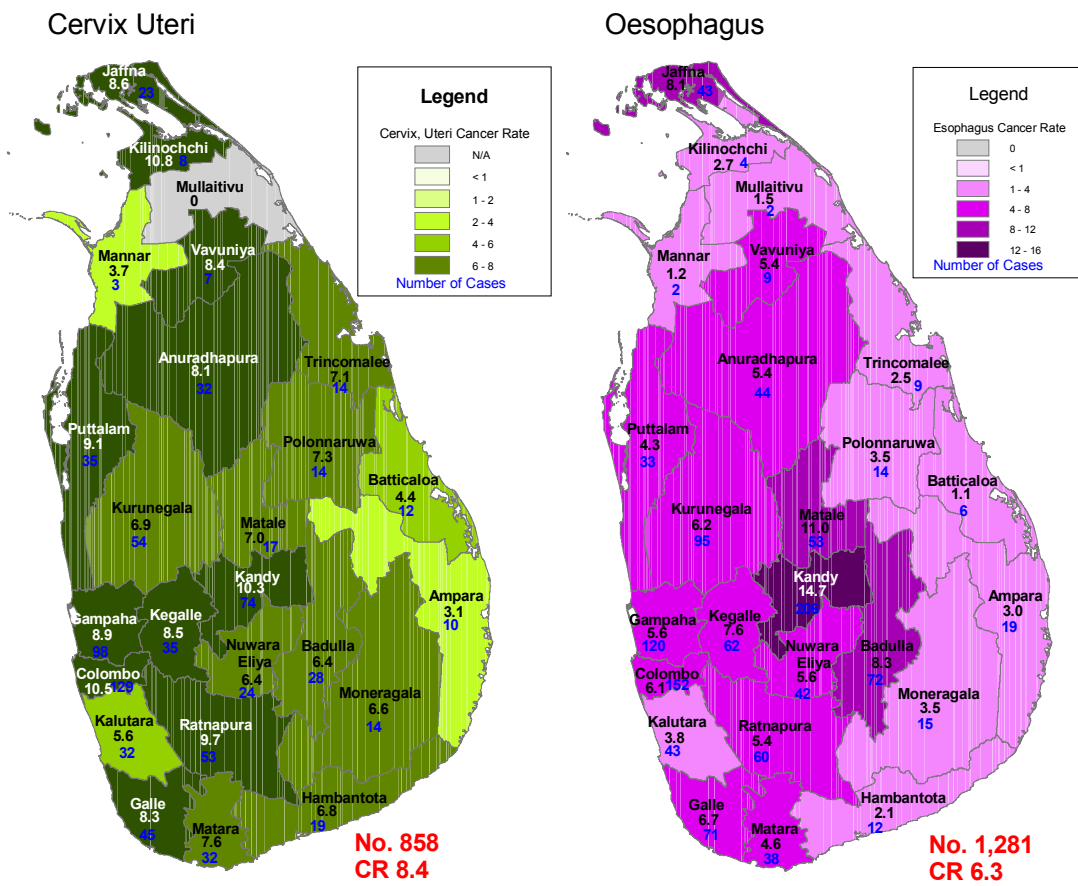 Cervix Uteri
Jaffna
8.6
23
Kilinochchi
10.8 8
Mullaitivu
0
Mannar
3.7
3
Vavuniya
8.4
7
Anuradhapura
8.1
32
Trincomalee
7.1
14
Puttalam
9.1
35
Polonnaruwa
7.3
14
Batticaloa
4.4
12
Kurunegala
6.9
54
Matale
7.0 17
Kandy
10.3
74
Ampara
3.1
10
Gampaha
8.9
98
Kegalle
8.5
35
Nuwara
Eliya
6.4
24
Badulla
6.4
28
Colombo
10.5 129
Moneragala
6.6
14
Kalutara
5.6
32
Ratnapura
9.7
53
Galle
8.3
45
Matara
7.6
32
Hambantota
6.8
19
No. 858
CR 8.4
Legend
Cervix, Uteri Cancer Rate
N/A
< 1
1 - 2
2 - 4
4 - 6
6 - 8
Number of Cases
Oesophagus
Jaffna
8.1 43
Kilinochchi
2.7 4
Mullaitivu
1.5
2
Mannar
1.2
2
Vavuniya
5.4
9
Anuradhapura
5.4
44
Trincomalee
2.5 9
Puttalam
4.3
33
Polonnaruwa
3.5
14
Batticaloa
1.1
6
Kurunegala
6.2
95
Matale
11.0
53
Kandy
14.7
209
Ampara
3.0
19
Gampaha
5.6
120
Kegalle
7.6
62
Nuwara
Eliya
5.6
42
Badulla
8.3
72
Colombo
6.1 152
Moneragala
3.5
15
Kalutara
3.8
43
Ratnapura
5.4
60
Galle
6.7
71
Matara
4.6
38
Hambantota
2.1
12
No. 1,281
CR 6.3
Legend
Esophagus Cancer Rate
0
< 1
1 - 4
4 - 8
8 - 12
12 - 16
Number of Cases